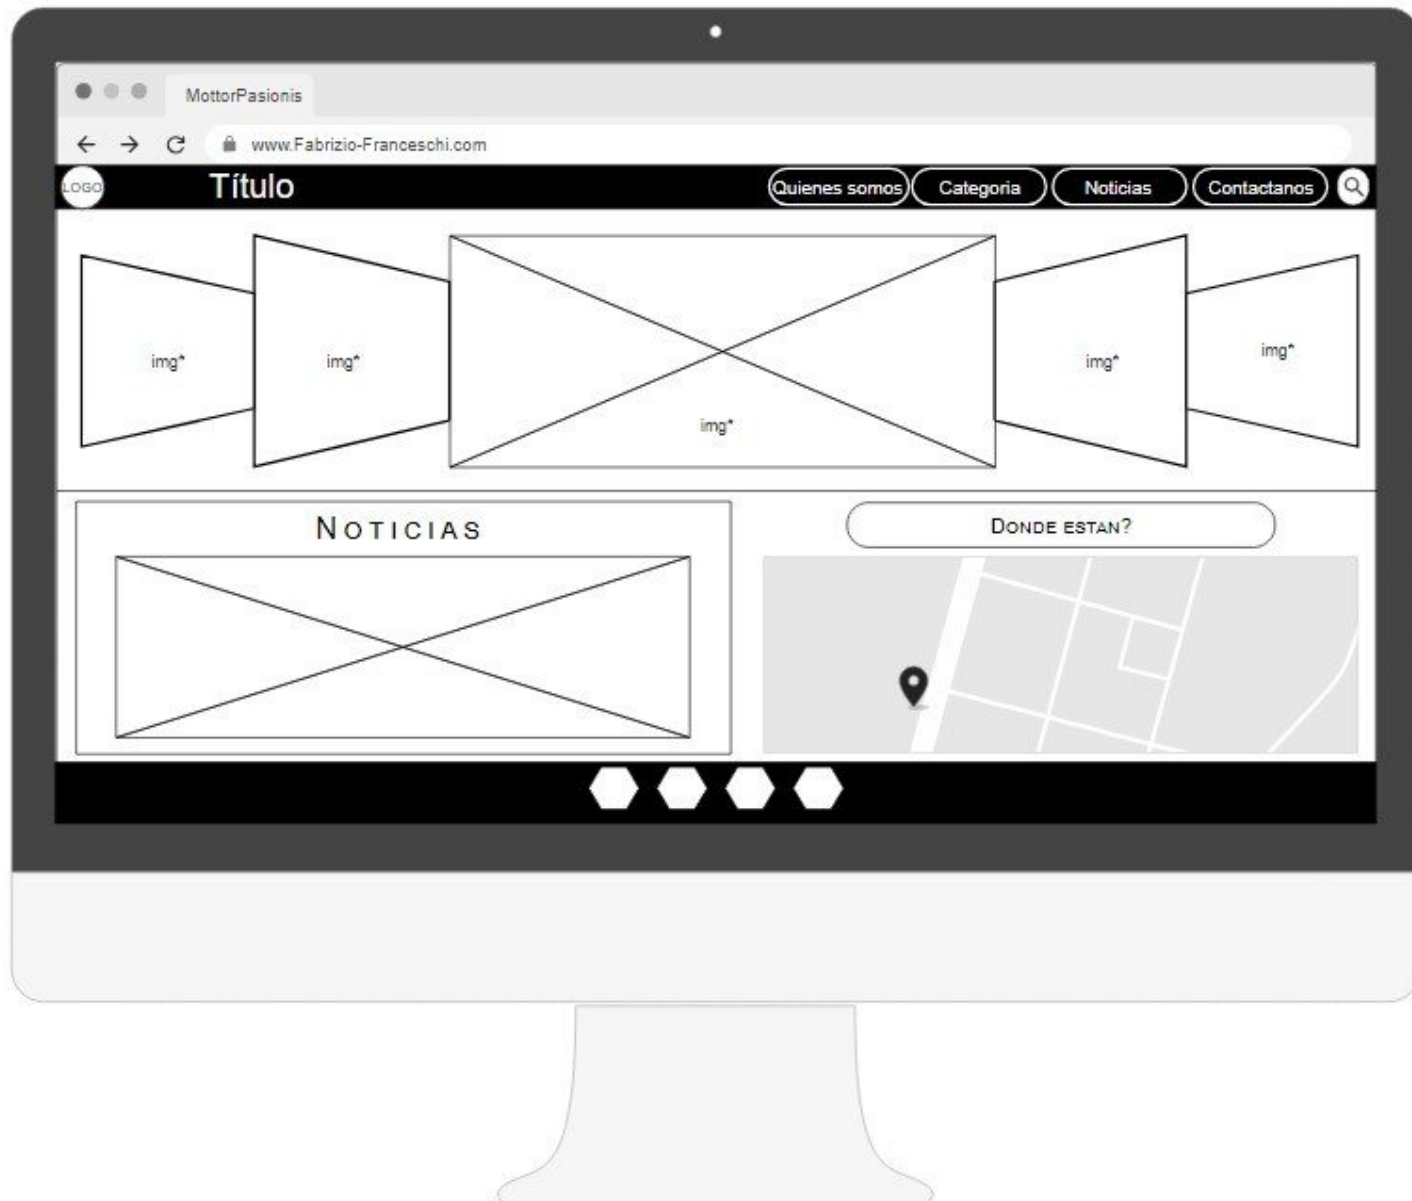 MottorPasionis
www.Fabrizio-Franceschi.com
LOGO
Título
Quienes somos
Categoria
Noticias
Contactanos
img*
img*
img*
img*
img*
NOTICIAS
DONDE ESTAN?